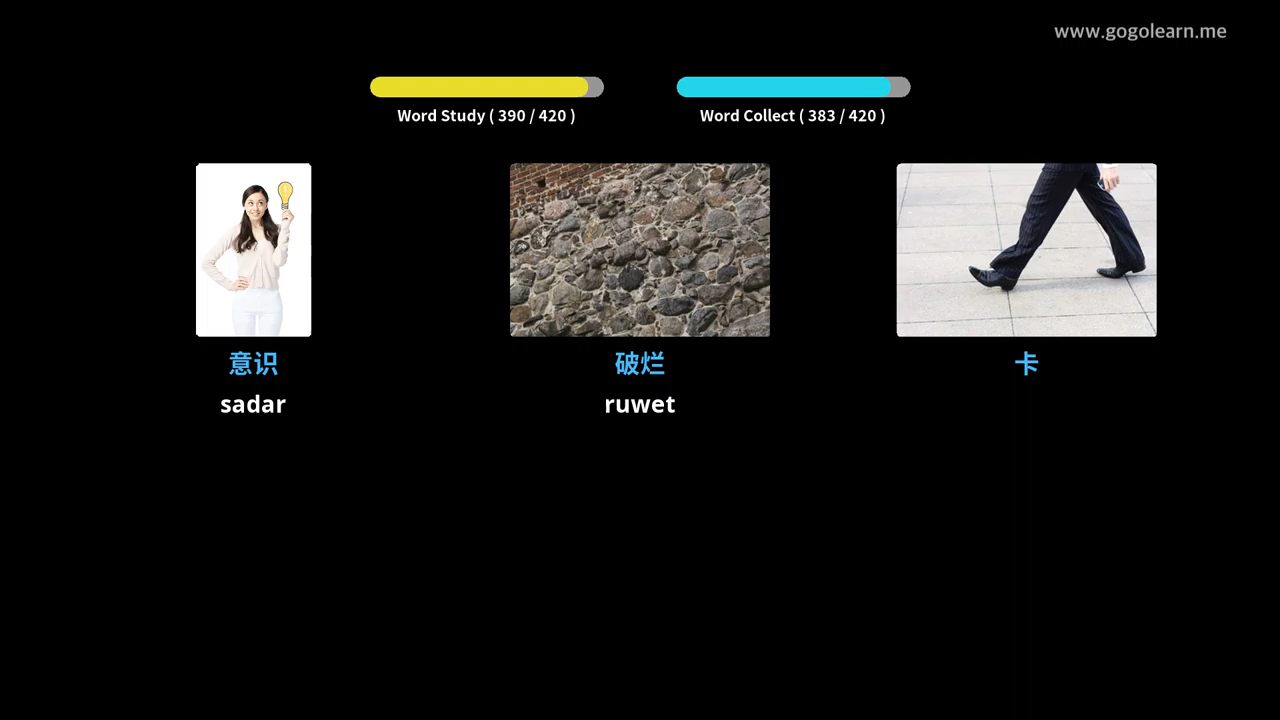 www.gogolearn.me
Word Study ( 390 / 420 )
Word Collect ( 383 / 420 )
意识
破烂
卡
sadar
ruwet